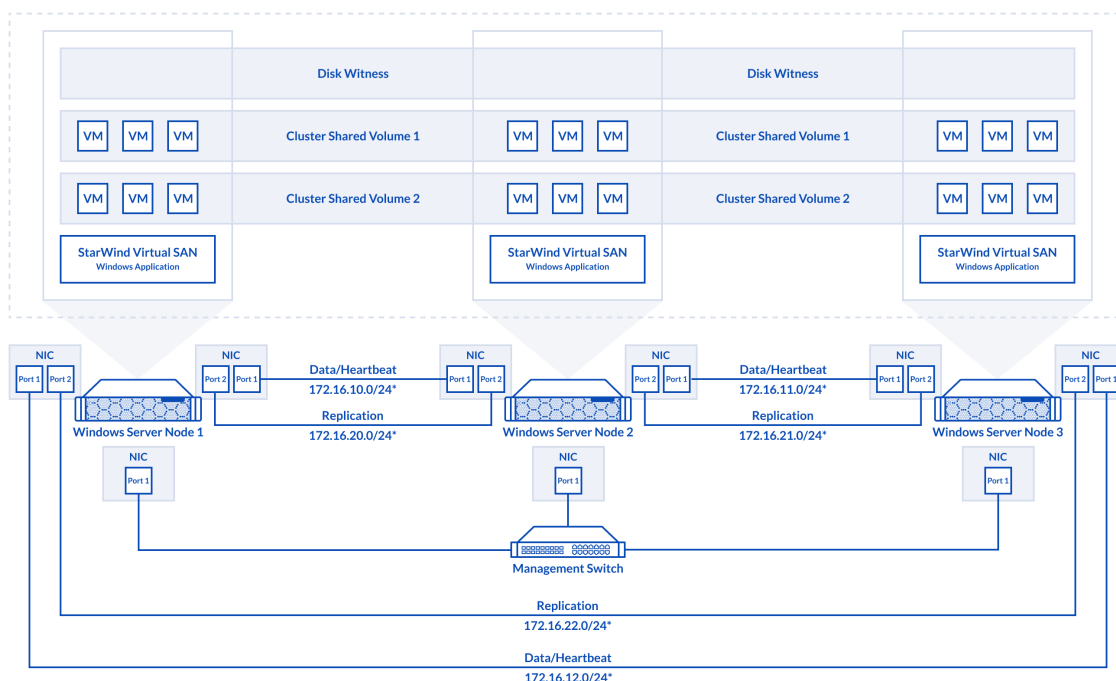 Disk Witness Disk Witness
VM VM VM Cluster Shared Volume 1 VM VM VM Cluster Shared Volume 1 VM VM VM
VM VM VM Cluster Shared Volume 2 VM VM VM Cluster Shared Volume 2 VM VM VM
StarWind Virtual SAN StarWind Virtual SAN StarWind Virtual SAN
Windows Application Windows Application Windows Application
NIC NIC NIC NIC NIC NIC
Data/Heartbeat Data/Heartbeat
Port 1 Port 2 Port 2 Port 1 Port 1 Port 2 Port 2 Port 1 Port 1 Port 2 Port 2 Port 1
172.16.10.0/24* 172.16.11.0/24*
Replication Replication
Windows Server Node 1 172.16.20.0/24* Windows Server Node 2 172.16.21.0/24* Windows Server Node 3
NIC NIC NIC
Port 1 Port 1 Port 1
Management Switch
Replication
172.16.22.0/24*
Data/Heartbeat
172.16.12.0/24*